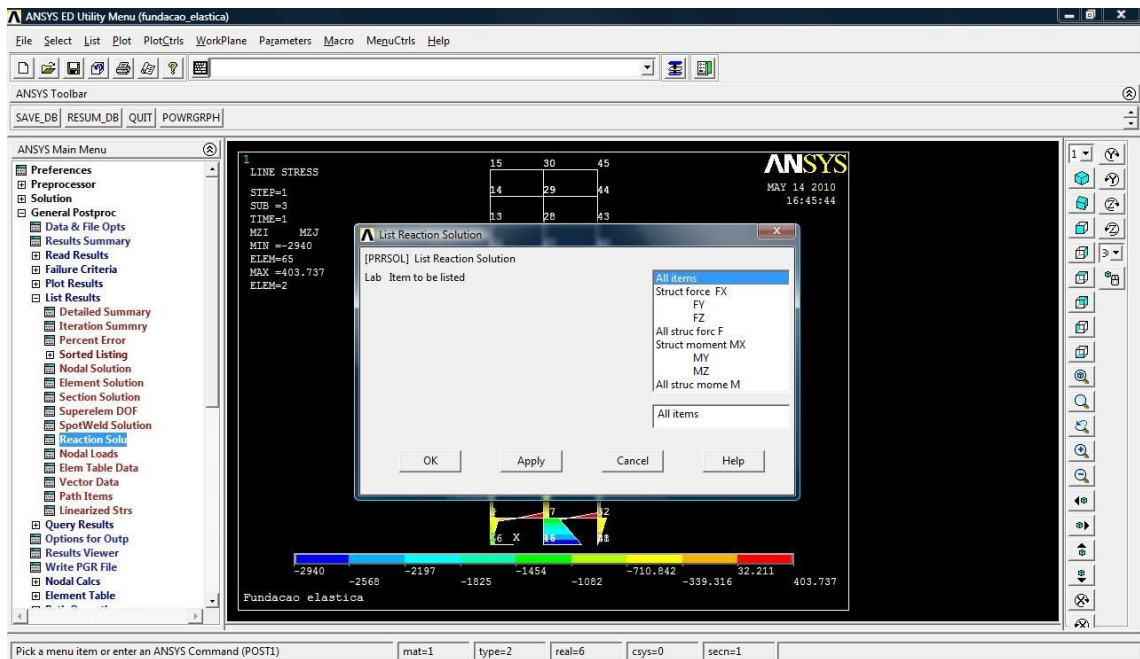 ANSYS ED Utility Menu (fundacao_elastica)
File Select List Plot PlotCtrls WorkPlane Parameters Macro MenuCtrls Help
ANSYS Toolbar
SAVE_DB RESUM_DB QUIT POWRGRPH
ANSYS Main Menu
Preferences
Preprocessor
Solution
General Postproc
Data & File Opts
Results Summary
Read Results
Failure Criteria
Plot Results
List Results
Detailed Summary
Iteration Summry
Percent Error
Sorted Listing
Nodal Solution
Element Solution
Section Solution
Superelem DOF
SpotWeld Solution
Reaction Solu
Nodal Loads
Elem Table Data
Vector Data
Path Items
Linearized Strs
Query Results
Options for Outp
Results Viewer
Write PGR File
Nodal Calcs
Element Table
1
LINE STRESS
STEP=1
SUB =3
TIME=1
MZI MZJ
MIN =-2940
ELEM=65
MAX =403.737
ELEM=2
15 30 45
14 29 44
13 28 43
ANSYS
MAY 14 2010
16:45:44
List Reaction Solution
[PRRSOL] List Reaction Solution
Lab Item to be listed
All items
Struct force FX
FY
FZ
All struc forc F
Struct moment MX
MY
MZ
All struc mome M
All items
OK Apply Cancel Help
X
-2940 -2197 -1454 -710.842 32.211
-2568 -1825 -1082 -339.316 403.737
Fundacao elastica
1
3
Pick a menu item or enter an ANSYS Command (POST1)
mat=1 type=2 real=6 csys=0 secn=1